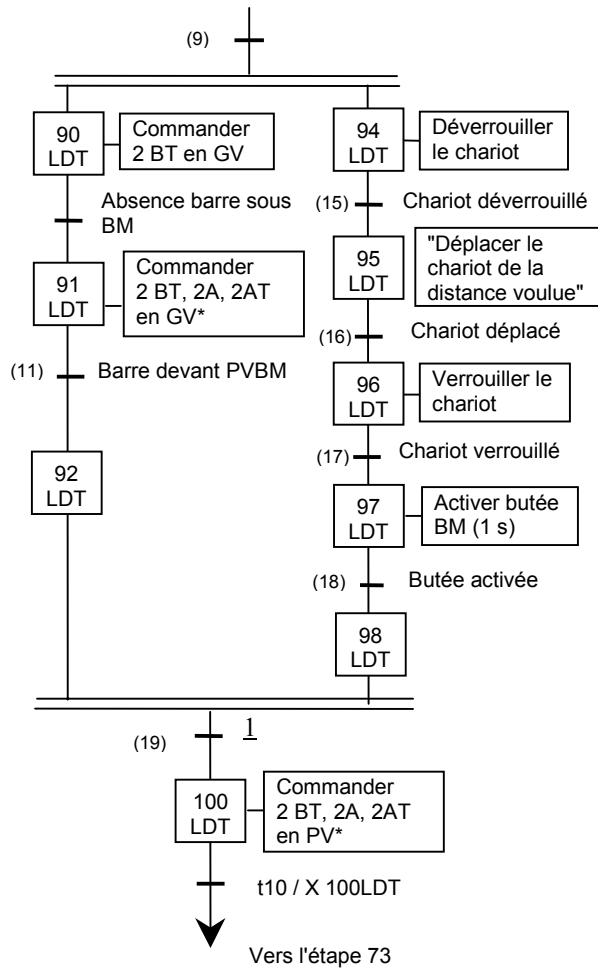 (9)
90
LDT
Commander
2 BT en GV
Absence barre sous
BM
91
LDT
Commander
2 BT, 2A, 2AT
en GV*
(11)
Barre devant PVBM
92
LDT
94
LDT
Déverrouiller
le chariot
(15)
Chariot déverrouillé
95
LDT
"Déplacer le
chariot de la
distance voulue"
(16)
Chariot déplacé
96
LDT
Verrouiller le
chariot
(17)
Chariot verrouillé
97
LDT
Activer butée
BM (1 s)
(18)
Butée activée
98
LDT
(19)
1
100
LDT
Commander
2 BT, 2A, 2AT
en PV*
t10 / X 100LDT
Vers l'étape 73